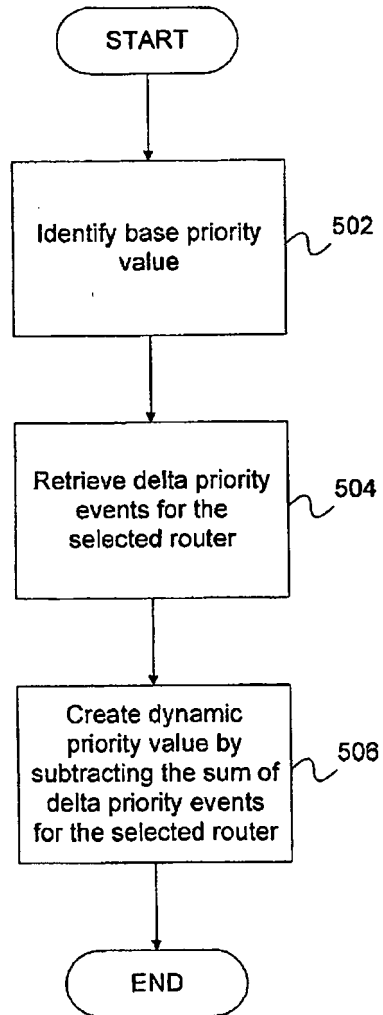 START
Identify base priority
value
502
Retrieve delta priority
events for the
selected router
504
Create dynamic
priority value by
subtracting the sum of
delta priority events
for the selected router
506
END